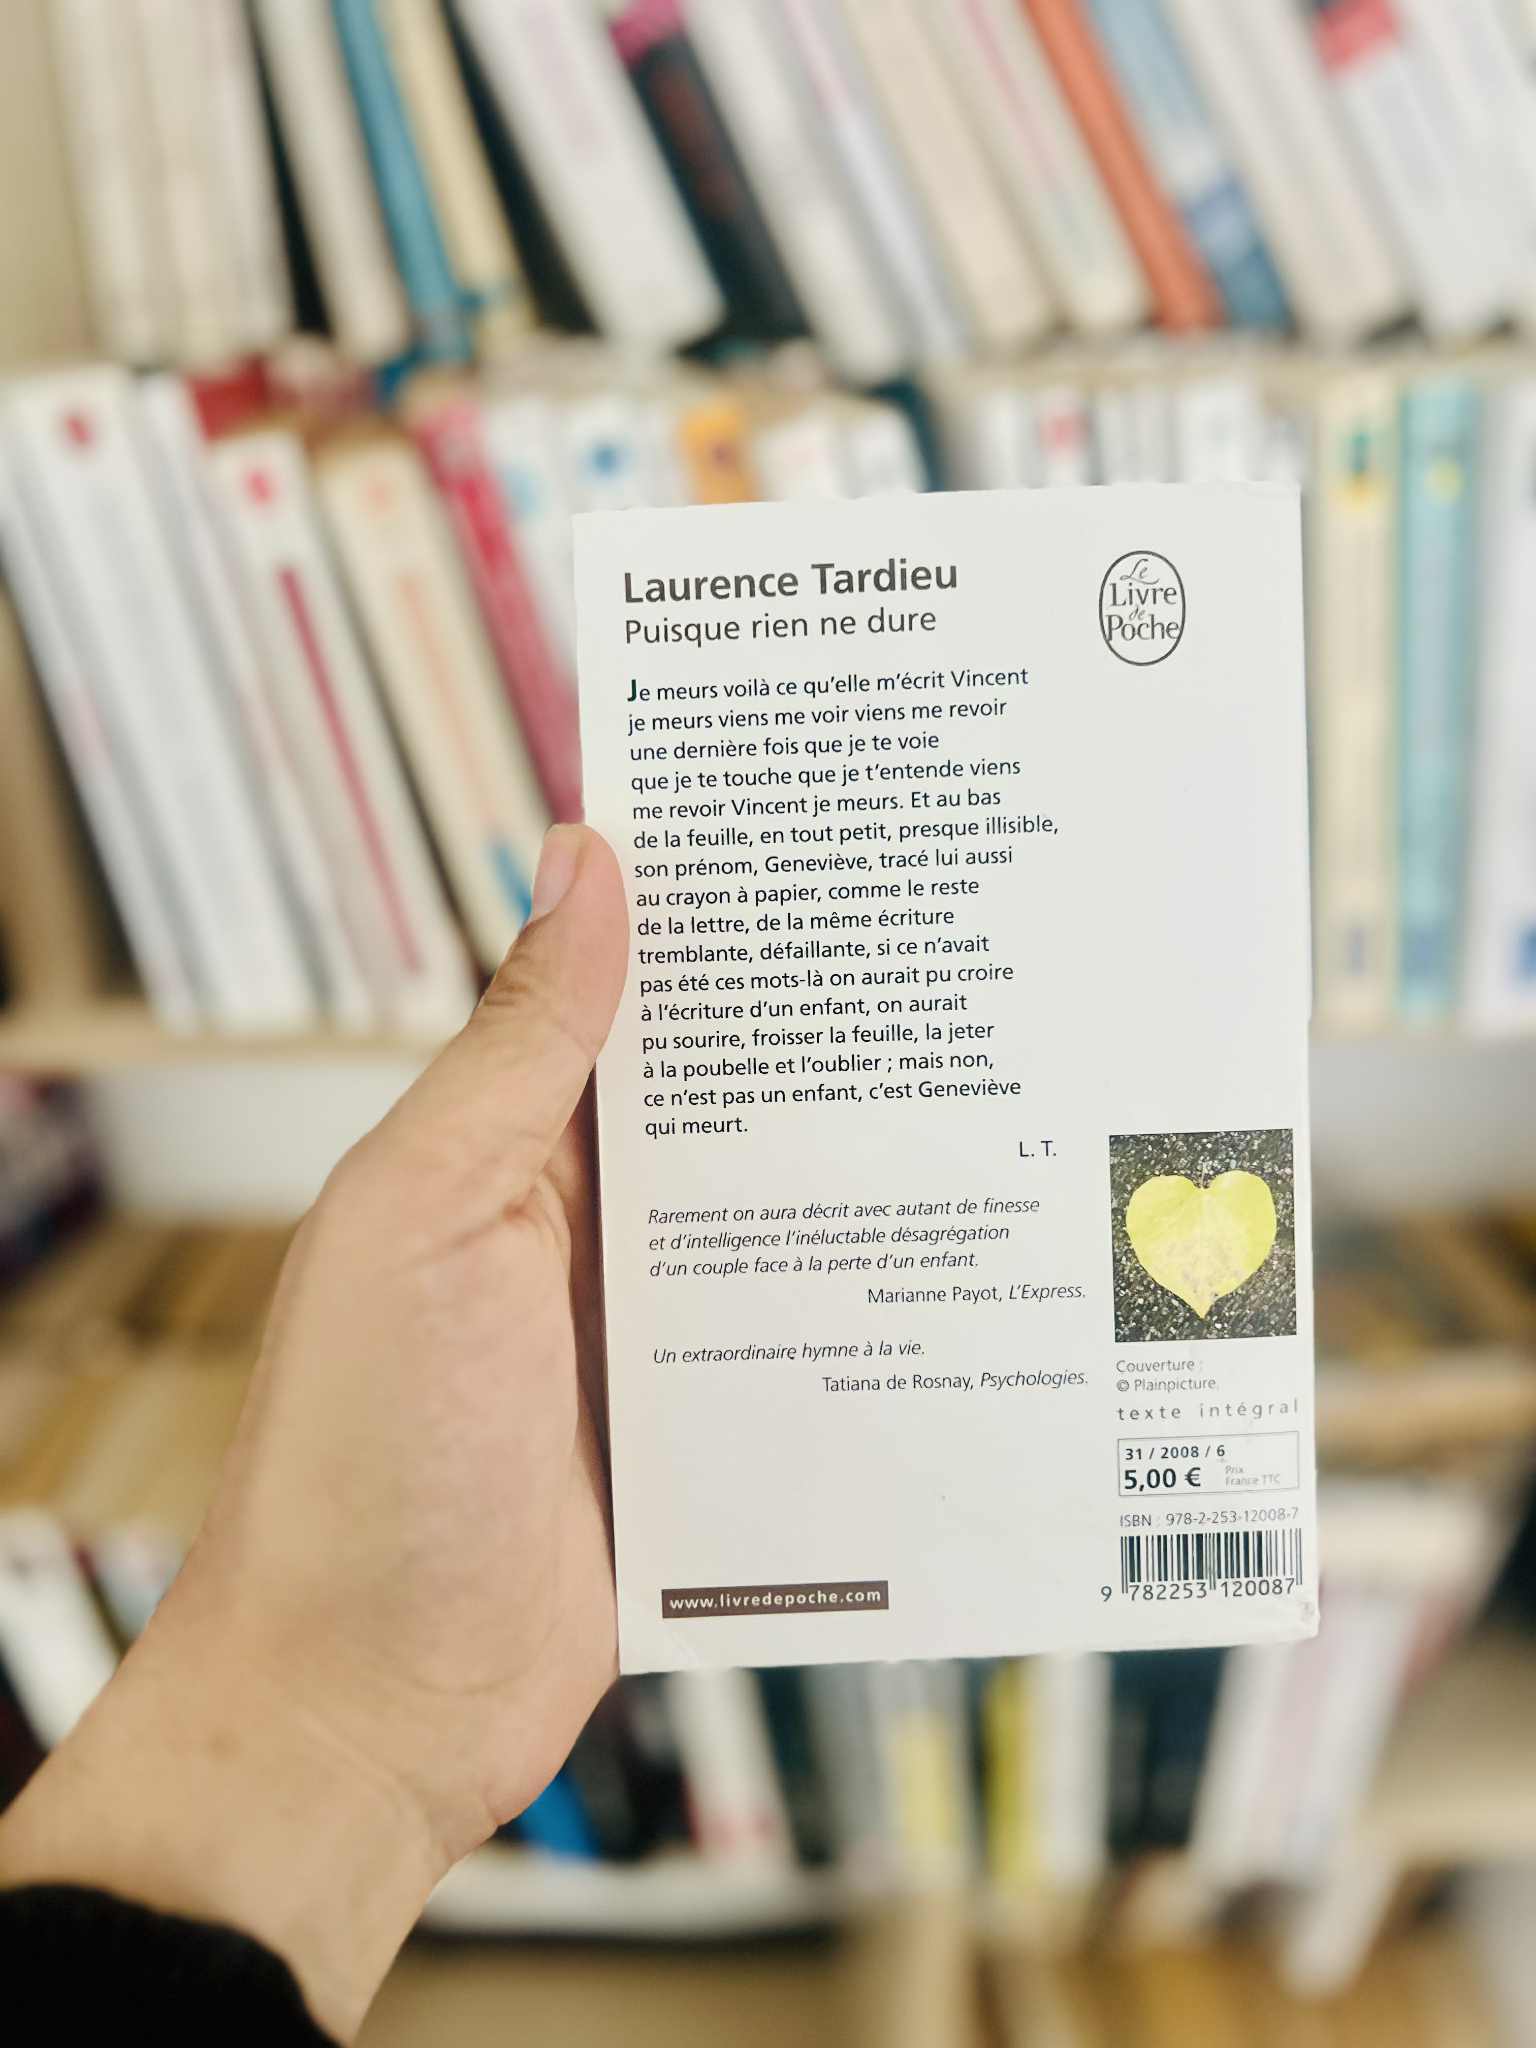 Laurence Tardieu
Puisque rien ne dure
Le
Livre
de
Poche
Je meurs voilà ce qu'elle m'écrit Vincent
je meurs viens me voir viens me revoir
une dernière fois que je te voie
que je te touche que je t'entende viens
me revoir Vincent je meurs. Et au bas
de la feuille, en tout petit, presque illisible,
son prénom, Geneviève, tracé lui aussi
au crayon à papier, comme le reste
de la lettre, de la même écriture
tremblante, défaillante, si ce n'avait
pas été ces mots-là on aurait pu croire
à l'écriture d'un enfant, on aurait
pu sourire, froisser la feuille, la jeter
à la poubelle et l'oublier ; mais non,
ce n'est pas un enfant, c'est Geneviève
qui meurt.
L. T.
Rarement on aura décrit avec autant de finesse
et d'intelligence l'inéluctable désagrégation
d'un couple face à la perte d'un enfant.
Marianne Payot, L'Express.
Un extraordinaire hymne à la vie.
Tatiana de Rosnay, Psychologies.
Couverture :
© Plainpicture.
texte intégral
31 / 2008 / 6
5,00 €
Prix
France TTC
ISBN : 978-2-253-12008-7
9 782253 120087
www.livredepoche.com